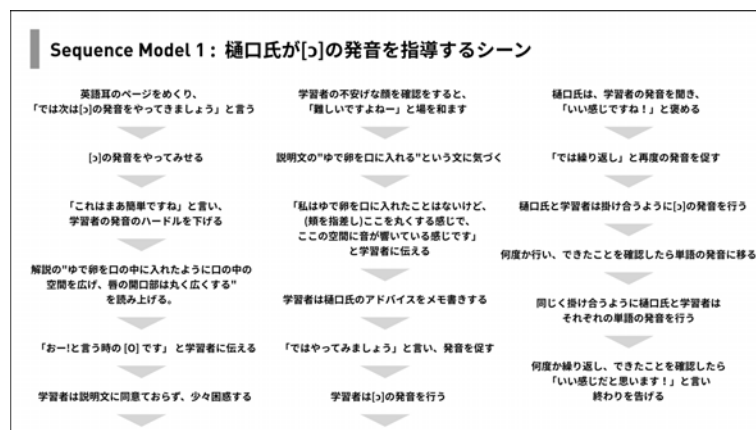 Sequence Model 1 : 樋口氏が[ɔ]の発音を指導するシーン
英語耳のページをめくり、
「では次は[ɔ]の発音をやってきましょう」と言う
[ɔ]の発音をやってみせる
「これはまあ簡単ですね」と言い、
学習者の発音のハードルを下げる
解説の"ゆで卵を口の中に入れたように口の中の
空間を広げ、唇の開口部は丸く広くする"
を読み上げる。
「おー!と言う時の [O] です」 と学習者に伝える
学習者は説明文に同意ておらず、少々困惑する
学習者の不安げな顔を確認をすると、
「難しいですよねー」と場を和ます
説明文の"ゆで卵を口に入れる"という文に気づく
「私はゆで卵を口に入れたことはないけど、
(頬を指差し)ここを丸くする感じで、
ここの空間に音が響いている感じです」
と学習者に伝える
学習者は樋口氏のアドバイスをメモ書きする
「ではやってみましょう」と言い、発音を促す
学習者は[ɔ]の発音を行う
樋口氏は、学習者の発音を聞き、
「いい感じですね！」と褒める
「では繰り返し」と再度の発音を促す
樋口氏と学習者は掛け合うように[ɔ]の発音を行う
何度か行い、できたことを確認したら単語の発音に移る
同じく掛け合うように樋口氏と学習者は
それぞれの単語の発音を行う
何度か繰り返し、できたことを確認したら
「いい感じだと思います！」と言い
終わりを告げる